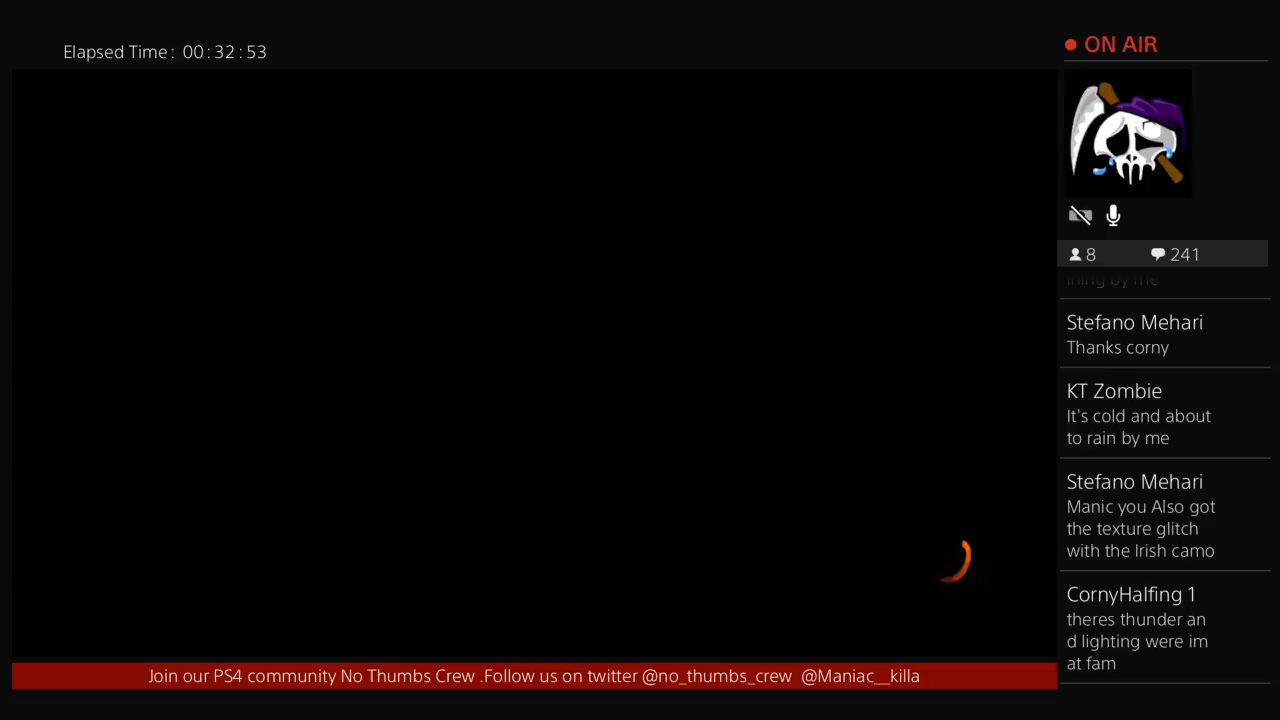 Elapsed Time: 00:32:53
ON AIR
8 241
ining by me
Stefano Mehari
Thanks corny
KT Zombie
It's cold and about
to rain by me
Stefano Mehari
Manic you Also got
the texture glitch
with the Irish camo
CornyHalfing 1
theres thunder an
d lighting were im
at fam
Join our PS4 community No Thumbs Crew .Follow us on twitter @no_thumbs_crew @Maniac__killa